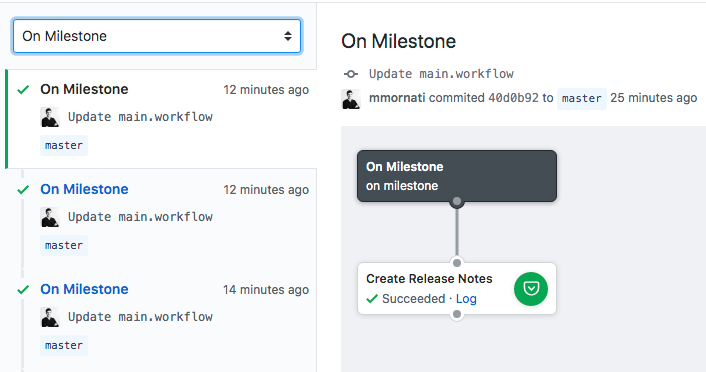 On Milestone
On Milestone 12 minutes ago
Update main.workflow
master
On Milestone 12 minutes ago
Update main.workflow
master
On Milestone 14 minutes ago
Update main.workflow
master
On Milestone
Update main.workflow
mmornati commited 40d0b92 to master 25 minutes ago
On Milestone
on milestone
Create Release Notes
Succeeded · Log